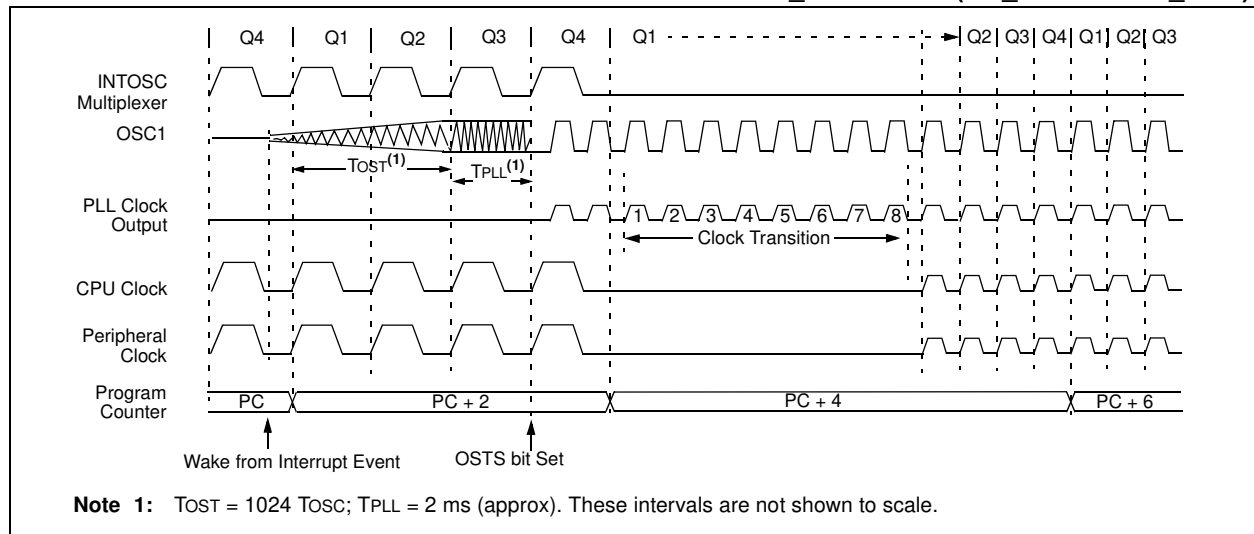 Q4 Q1 Q2 Q3 Q4 Q1 Q2 Q3 Q4 Q1 Q2 Q3
INTOSC
Multiplexer
OSC1
TOST(1)
TPLL(1)
PLL Clock
Output
1 2 3 4 5 6 7 8
Clock Transition
CPU Clock
Peripheral
Clock
Program
Counter
PC PC + 2 PC + 4 PC + 6
Wake from Interrupt Event OSTS bit Set
Note 1: TOST = 1024 TOSC; TPLL = 2 ms (approx). These intervals are not shown to scale.